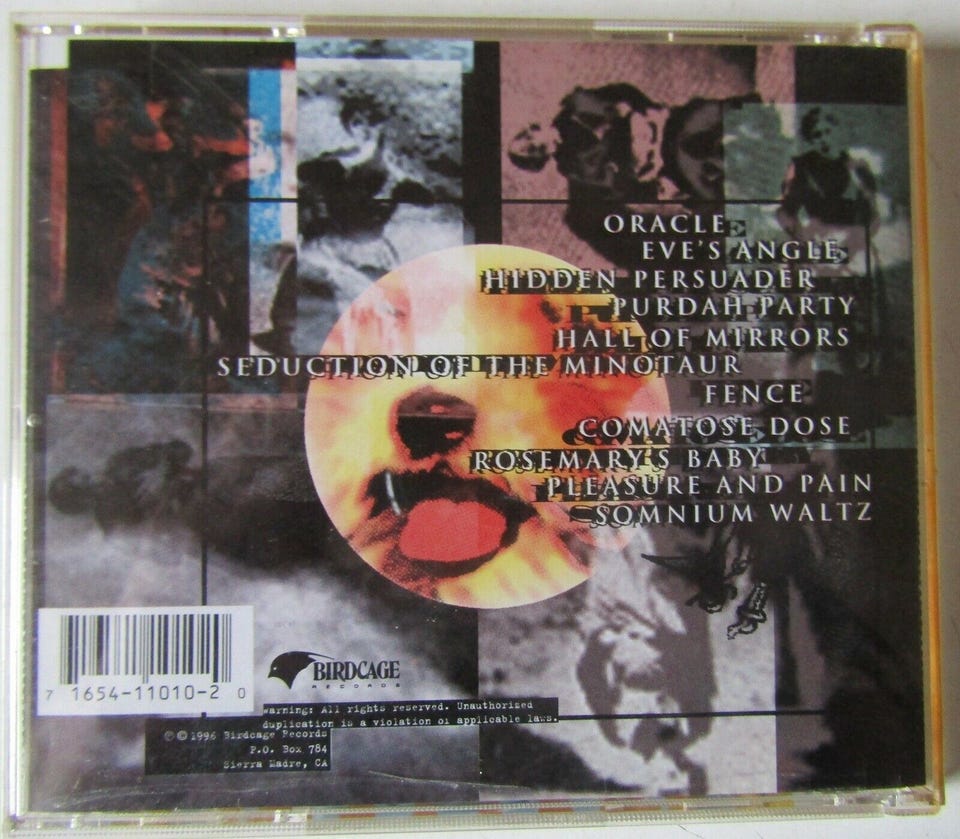 ORACLE
EVE'S ANGLE
HIDDEN PERSUADER
PURDAH PARTY
HALL OF MIRRORS
SEDUCTION OF THE MINOTAUR
FENCE
COMATOSE DOSE
ROSEMARY'S BABY
PLEASURE AND PAIN
SOMNIUM WALTZ
7 1654-11010-2 0
BIRDCAGE
RECORDS
Warning: All rights reserved. Unauthorized
duplication is a violation of applicable laws.
℗ © 1996 Birdcage Records
P.O. Box 784
Sierra Madre, CA